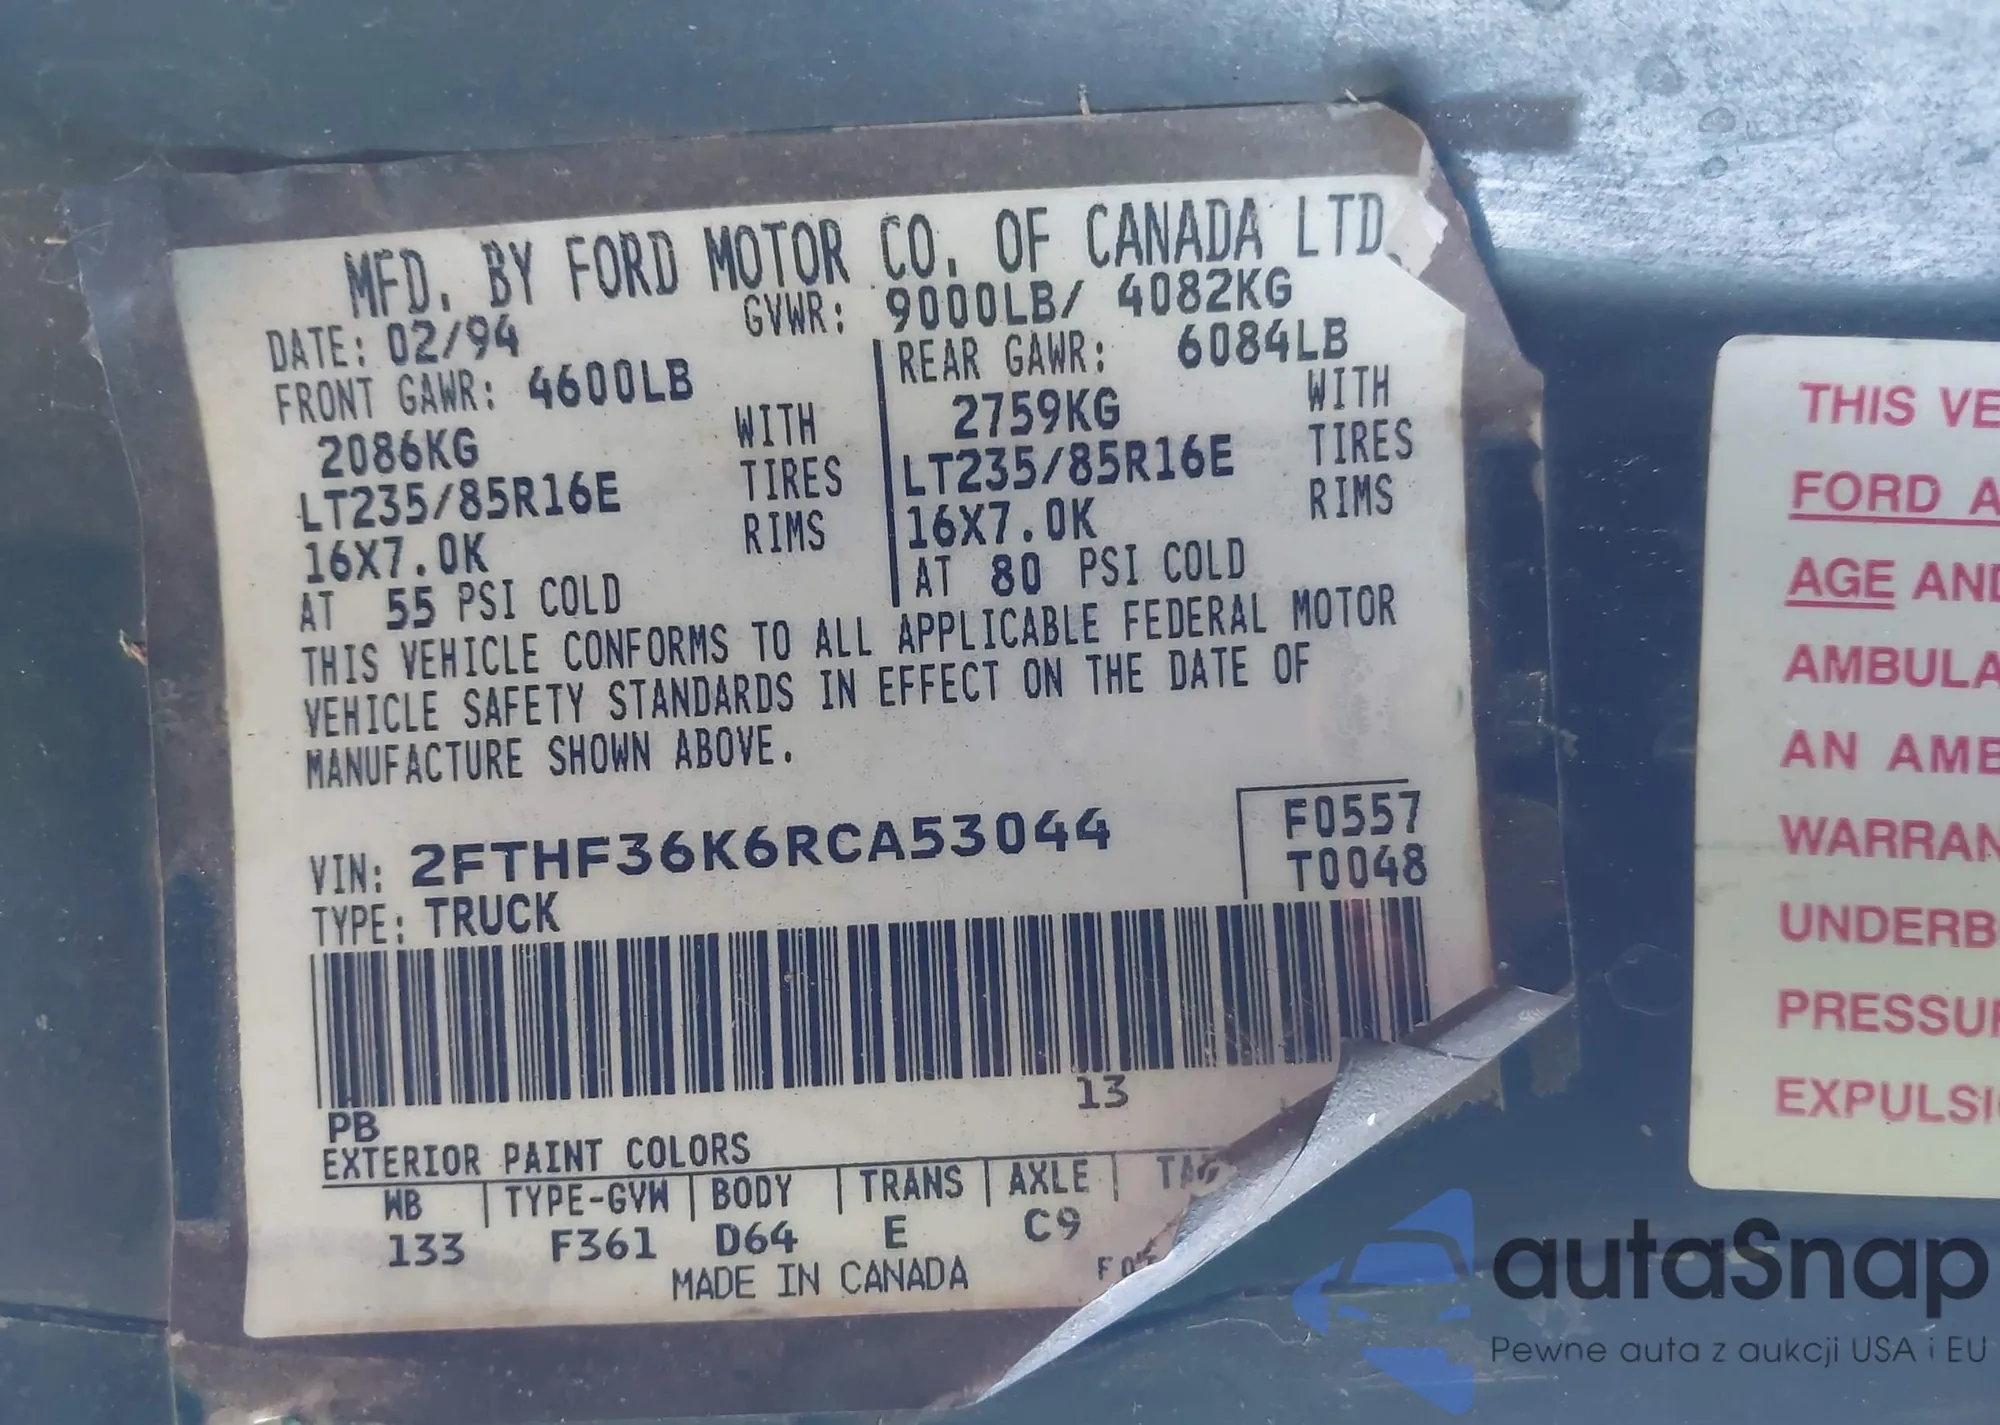 MFD. BY FORD MOTOR CO. OF CANADA LTD.
DATE: 02/94 GVWR: 9000LB/ 4082KG
FRONT GAWR: 4600LB
2086KG WITH
LT235/85R16E TIRES
16X7.0K RIMS
AT 55 PSI COLD
REAR GAWR: 6084LB
2759KG WITH
LT235/85R16E TIRES
16X7.0K RIMS
AT 80 PSI COLD
THIS VEHICLE CONFORMS TO ALL APPLICABLE FEDERAL MOTOR
VEHICLE SAFETY STANDARDS IN EFFECT ON THE DATE OF
MANUFACTURE SHOWN ABOVE.
F0557
VIN: 2FTHF36K6RCA53044 T0048
TYPE: TRUCK
PB 13
EXTERIOR PAINT COLORS
WB TYPE-GVW BODY TRANS AXLE
133 F361 D64 E C9
MADE IN CANADA
THIS VE
FORD A
AGE AND
AMBULA
AN AMB
WARRAN
UNDERB
PRESSU
EXPULSI
autaSnap
Pewne auta z aukcji USA i EU